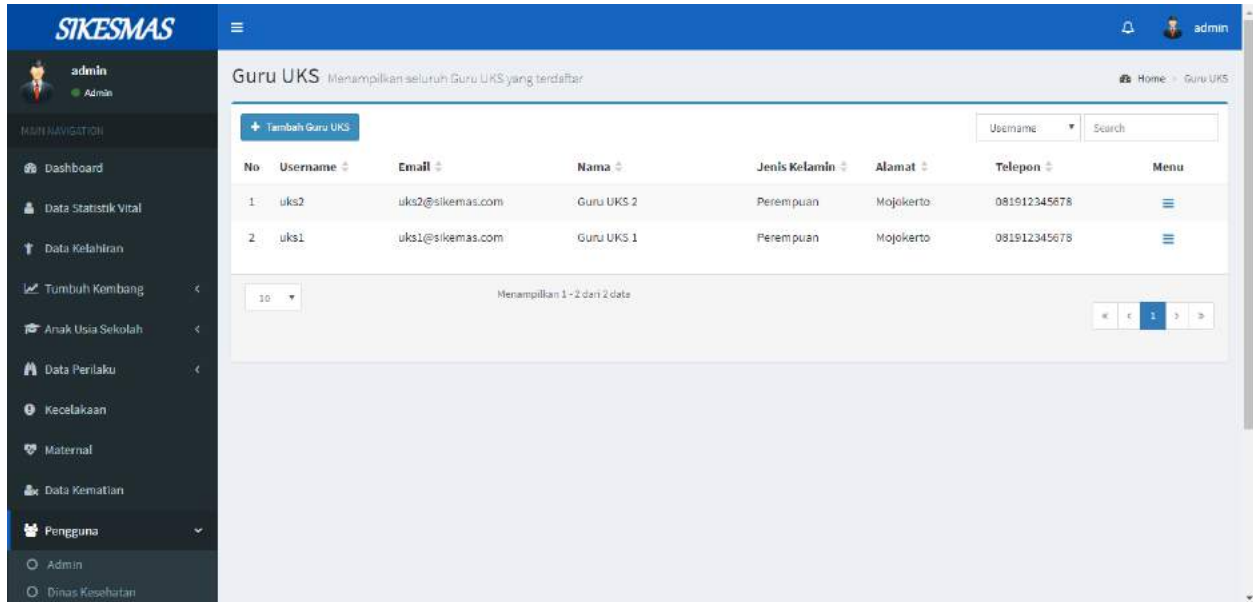 SIKESMAS
admin
admin
Admin
Guru UKS Menampilkan seluruh Guru UKS yang terdaftar
Home > Guru UKS
MAIN NAVIGATION
Dashboard
Data Statistik Vital
Data Kelahiran
Tumbuh Kembang
Anak Usia Sekolah
Data Perilaku
Kecelakaan
Maternal
Data Kematian
Pengguna
Admin
Dinas Kesehatan
+ Tambah Guru UKS
Username
Search
No Username Email Nama Jenis Kelamin Alamat Telepon Menu
1 uks2 uks2@sikemas.com Guru UKS 2 Perempuan Mojokerto 081912345678
2 uks1 uks1@sikemas.com Guru UKS 1 Perempuan Mojokerto 081912345678
10
Menampilkan 1 - 2 dari 2 data
« ‹ 1 › »